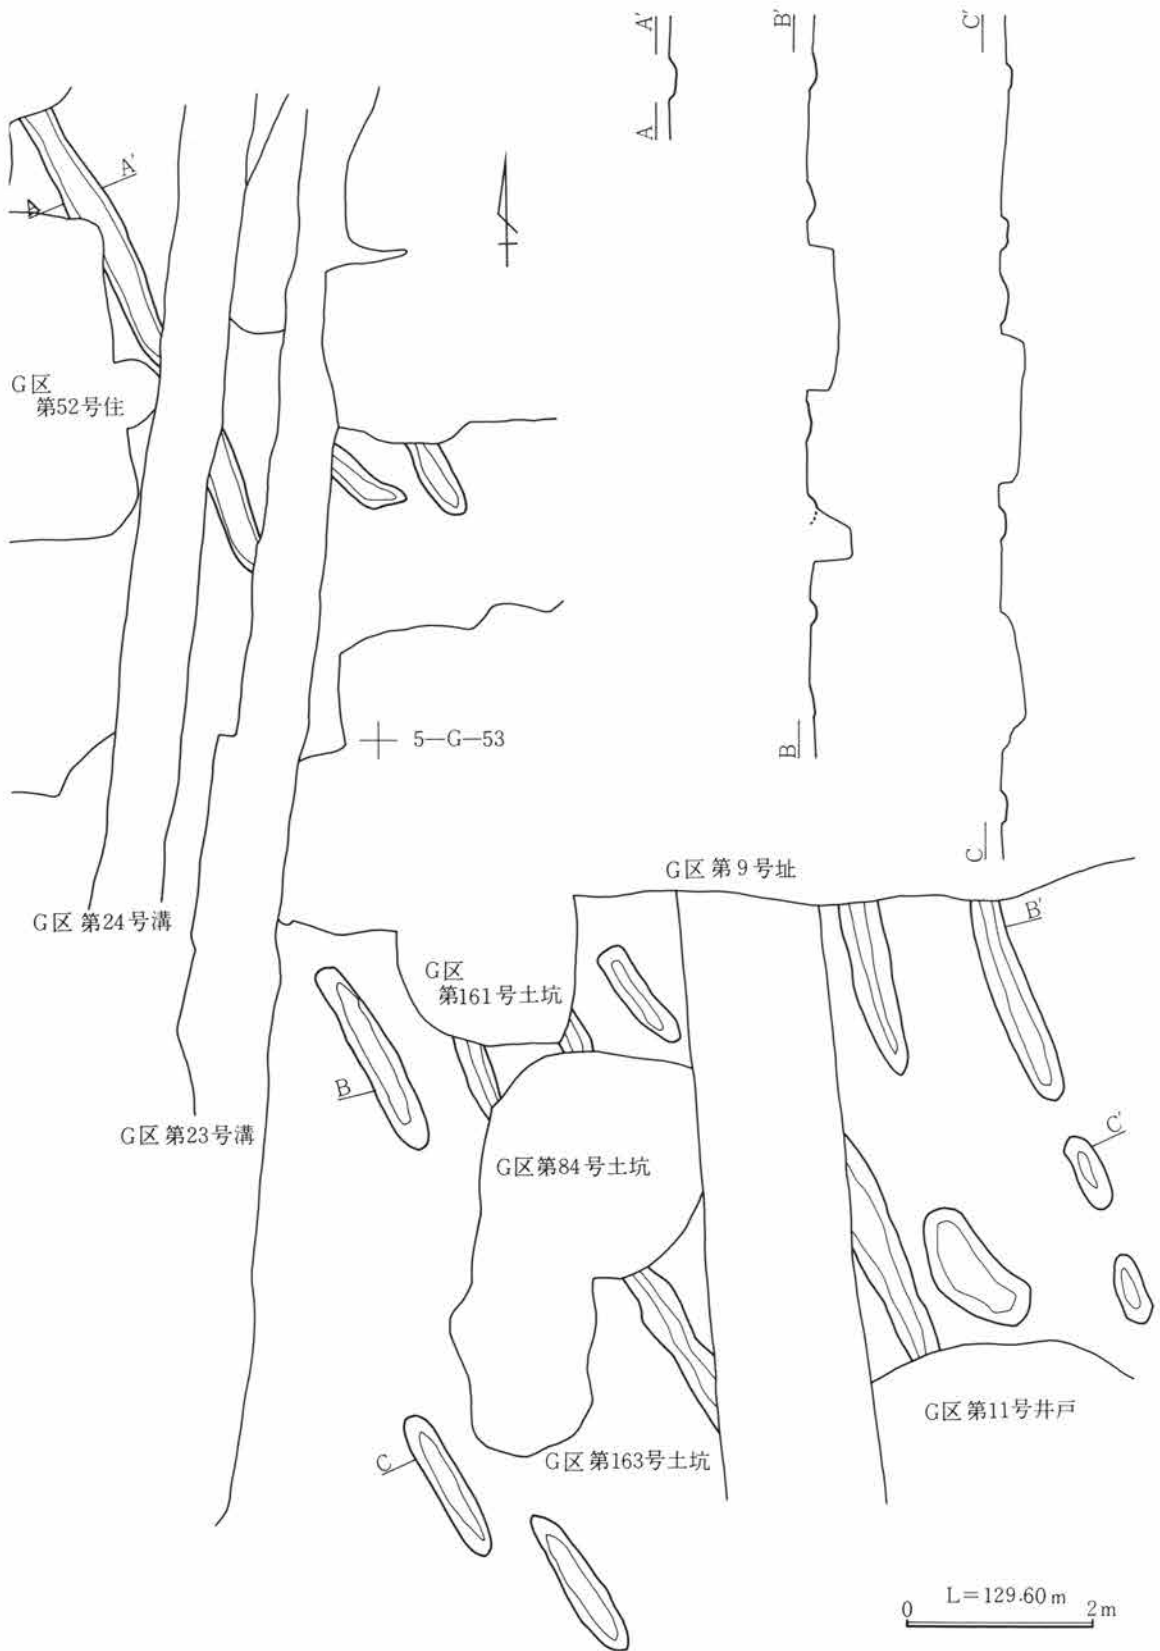 A'
A
B'
B
C'
C
A'
A
G区
第52号住
5—G—53
G区 第24号溝
G区 第9号址
B'
G区
第161号土坑
B
G区 第23号溝
G区第84号土坑
C'
G区 第11号井戸
C
G区 第163号土坑
L=129.60m
0 2m